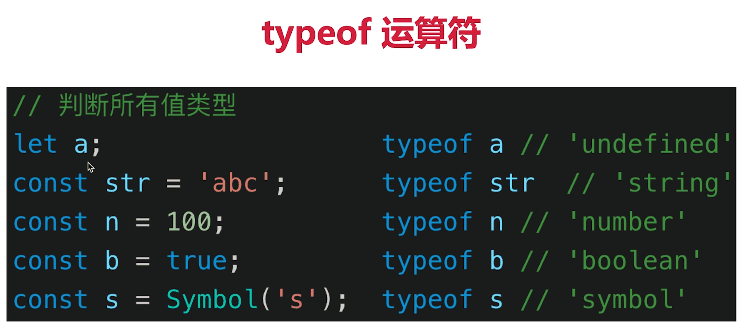 typeof 运算符
// 判断所有值类型
let a; typeof a // 'undefined'
const str = 'abc'; typeof str // 'string'
const n = 100; typeof n // 'number'
const b = true; typeof b // 'boolean'
const s = Symbol('s'); typeof s // 'symbol'